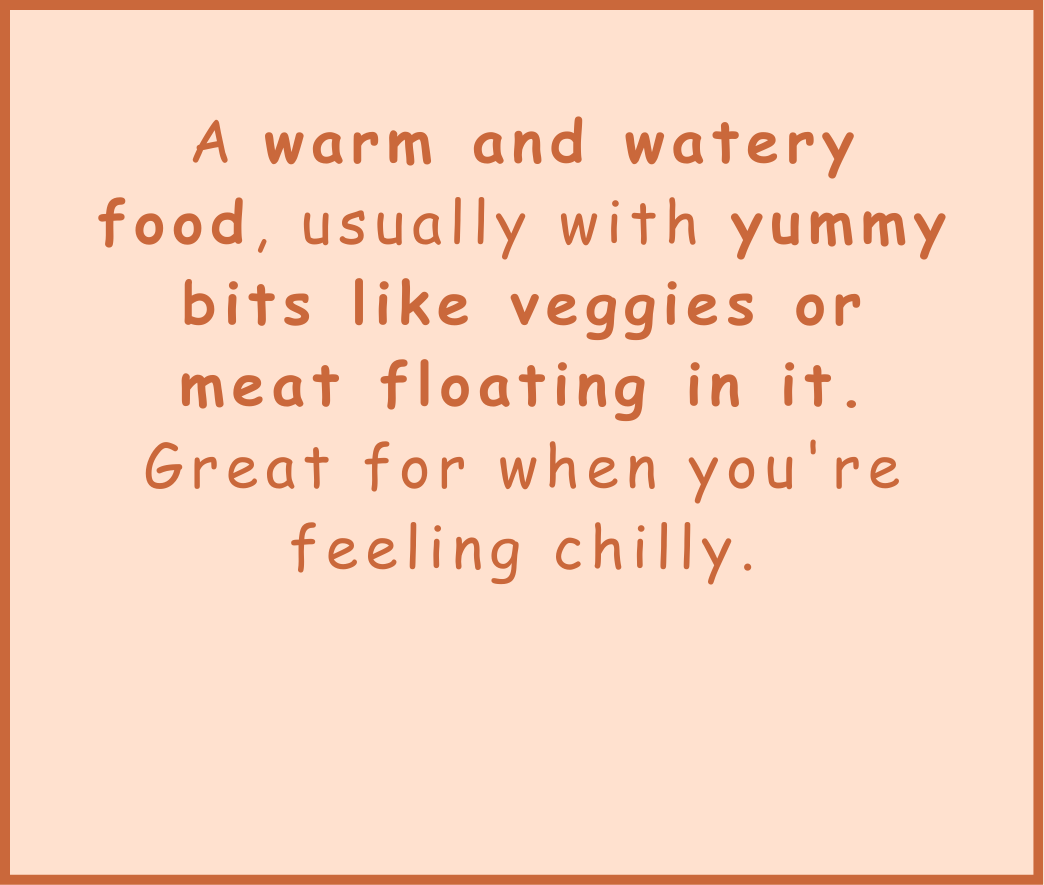 A warm and watery
food, usually with yummy
bits like veggies or
meat floating in it.
Great for when you're
feeling chilly.